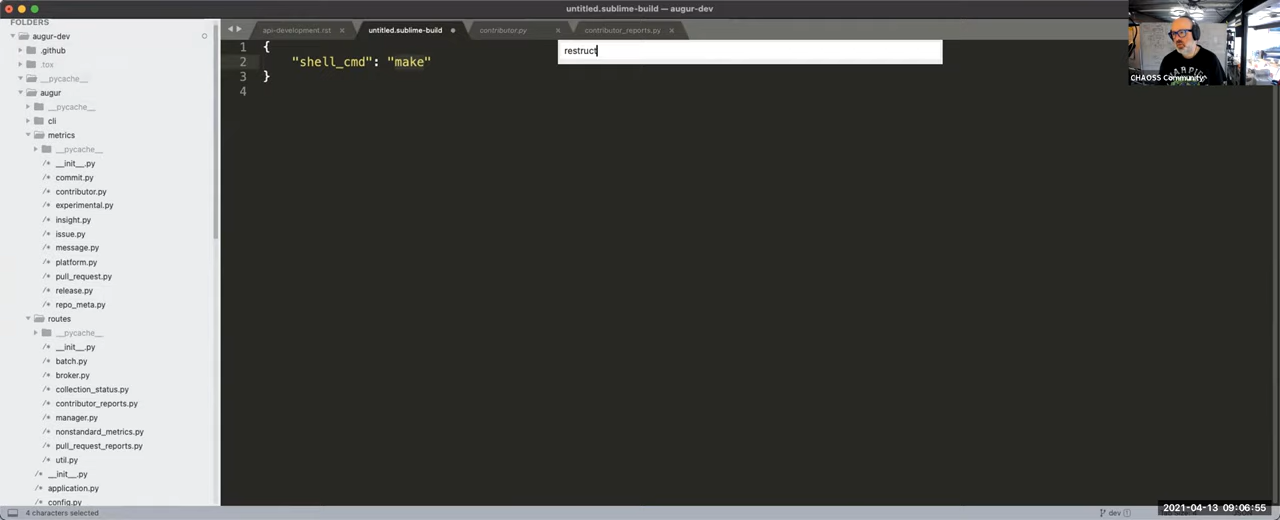 untitled.sublime-build — augur-dev
FOLDERS
augur-dev
.github
.tox
__pycache__
augur
__pycache__
cli
metrics
__pycache__
/* __init__.py
/* commit.py
/* contributor.py
/* experimental.py
/* insight.py
/* issue.py
/* message.py
/* platform.py
/* pull_request.py
/* release.py
/* repo_meta.py
routes
__pycache__
/* __init__.py
/* batch.py
/* broker.py
/* collection_status.py
/* contributor_reports.py
/* manager.py
/* nonstandard_metrics.py
/* pull_request_reports.py
/* util.py
/* __init__.py
/* application.py
/* config.py
api-development.rst
untitled.sublime-build
contributor.py
contributor_reports.py
restruct
1 {
2 "shell_cmd": "make"
3 }
4
CHAOSS Community
4 characters selected
dev
2021-04-13 09:06:55